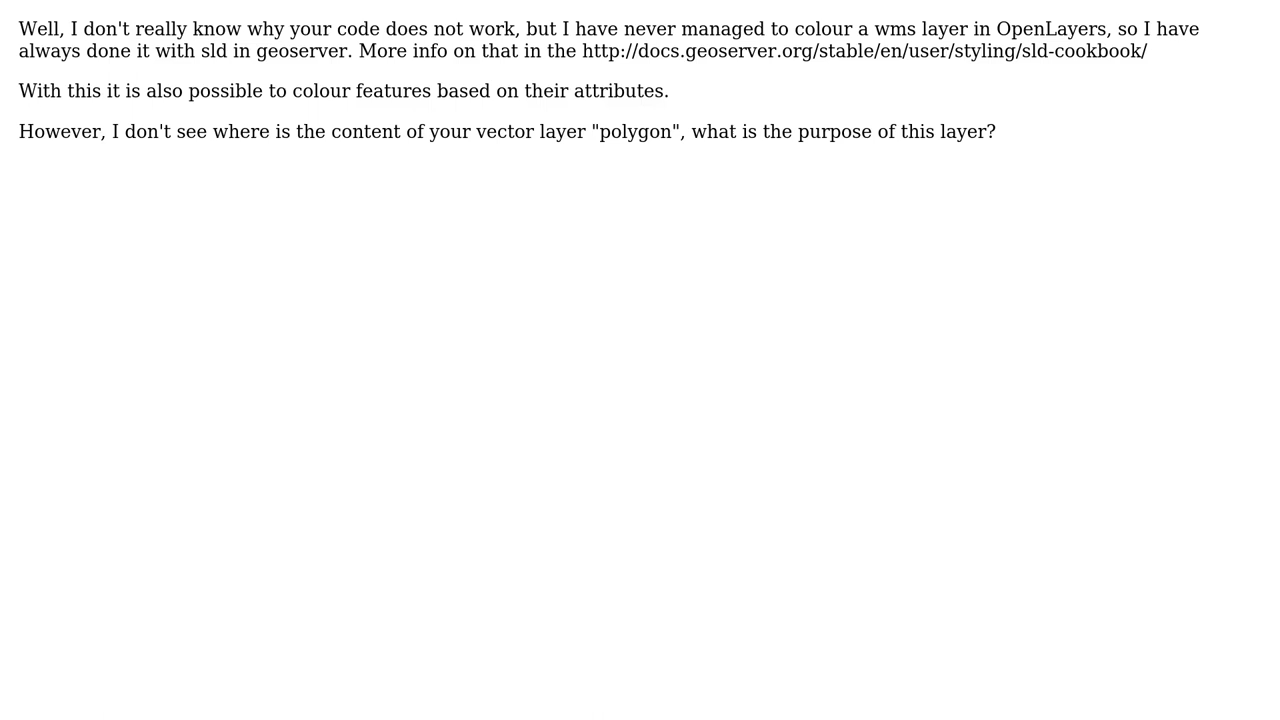 Well, I don't really know why your code does not work, but I have never managed to colour a wms layer in OpenLayers, so I have
always done it with sld in geoserver. More info on that in the http://docs.geoserver.org/stable/en/user/styling/sld-cookbook/
With this it is also possible to colour features based on their attributes.
However, I don't see where is the content of your vector layer "polygon", what is the purpose of this layer?